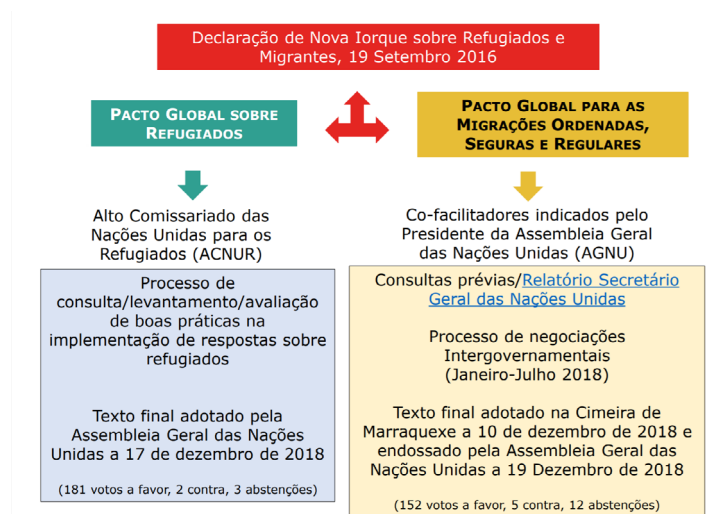 Declaração de Nova Iorque sobre Refugiados e
Migrantes, 19 Setembro 2016
PACTO GLOBAL SOBRE
REFUGIADOS
PACTO GLOBAL PARA AS
MIGRAÇÕES ORDENADAS,
SEGURAS E REGULARES
Alto Comissariado das
Nações Unidas para os
Refugiados (ACNUR)
Processo de
consulta/levantamento/avaliação
de boas práticas na
implementação de respostas sobre
refugiados
Texto final adotado pela
Assembleia Geral das Nações
Unidas a 17 de dezembro de 2018
(181 votos a favor, 2 contra, 3 abstenções)
Co-facilitadores indicados pelo
Presidente da Assembleia Geral
das Nações Unidas (AGNU)
Consultas prévias/Relatório Secretário
Geral das Nações Unidas
Processo de negociações
Intergovernamentais
(Janeiro-Julho 2018)
Texto final adotado na Cimeira de
Marraquexe a 10 de dezembro de 2018 e
endossado pela Assembleia Geral das
Nações Unidas a 19 Dezembro de 2018
(152 votos a favor, 5 contra, 12 abstenções)